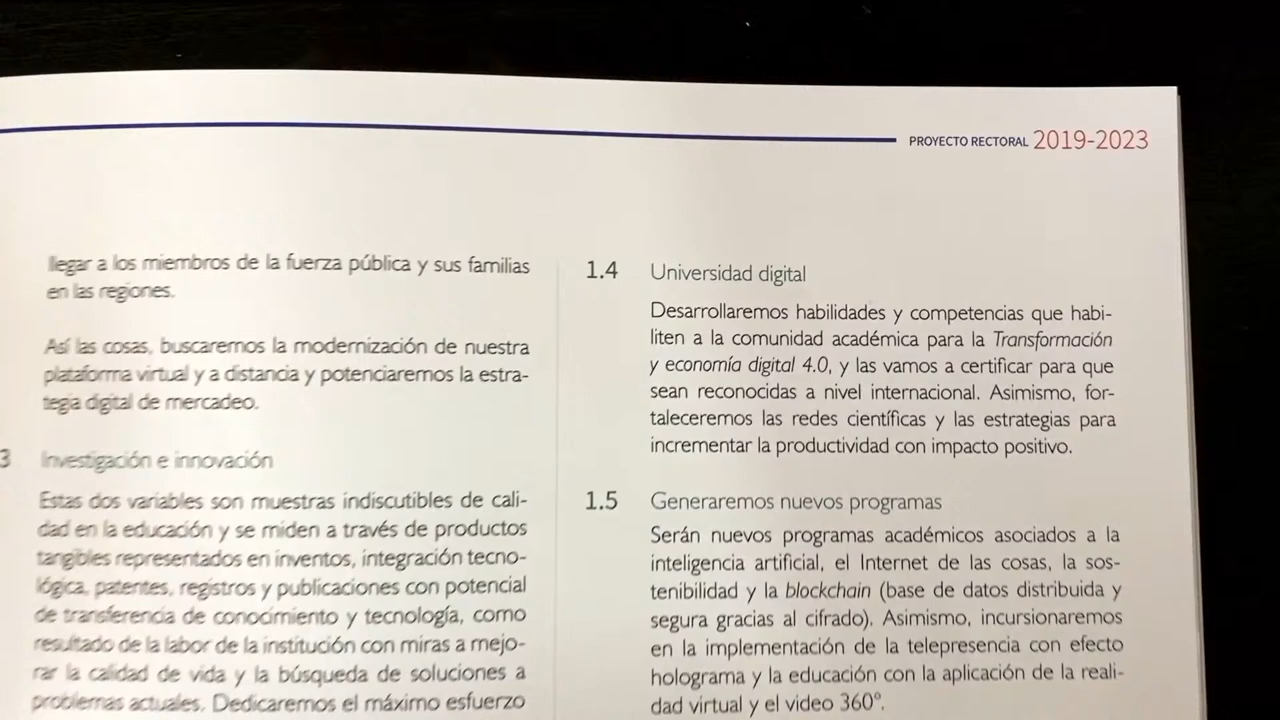 PROYECTO RECTORAL 2019-2023
llegar a los miembros de la fuerza pública y sus familias
en las regiones.
Así las cosas, buscaremos la modernización de nuestra
plataforma virtual y a distancia y potenciaremos la estra-
tegia digital de mercadeo.
3 Investigación e innovación
Estas dos variables son muestras indiscutibles de cali-
dad en la educación y se miden a través de productos
tangibles representados en inventos, integración tecno-
lógica, patentes, registros y publicaciones con potencial
de transferencia de conocimiento y tecnología, como
resultado de la labor de la institución con miras a mejo-
rar la calidad de vida y la búsqueda de soluciones a
problemas actuales. Dedicaremos el máximo esfuerzo
1.4 Universidad digital
Desarrollaremos habilidades y competencias que habi-
liten a la comunidad académica para la Transformación
y economía digital 4.0, y las vamos a certificar para que
sean reconocidas a nivel internacional. Asimismo, for-
taleceremos las redes científicas y las estrategias para
incrementar la productividad con impacto positivo.
1.5 Generaremos nuevos programas
Serán nuevos programas académicos asociados a la
inteligencia artificial, el Internet de las cosas, la sos-
tenibilidad y la blockchain (base de datos distribuida y
segura gracias al cifrado). Asimismo, incursionaremos
en la implementación de la telepresencia con efecto
holograma y la educación con la aplicación de la reali-
dad virtual y el video 360°.